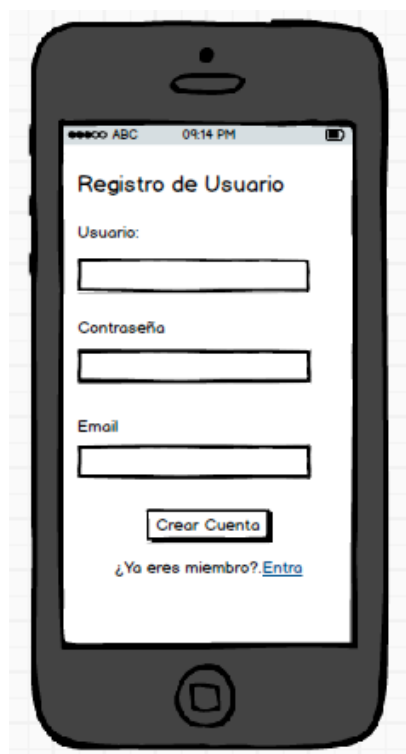 ABC 09:14 PM
Registro de Usuario
Usuario:
Contraseña
Email
Crear Cuenta
¿Ya eres miembro?.Entra